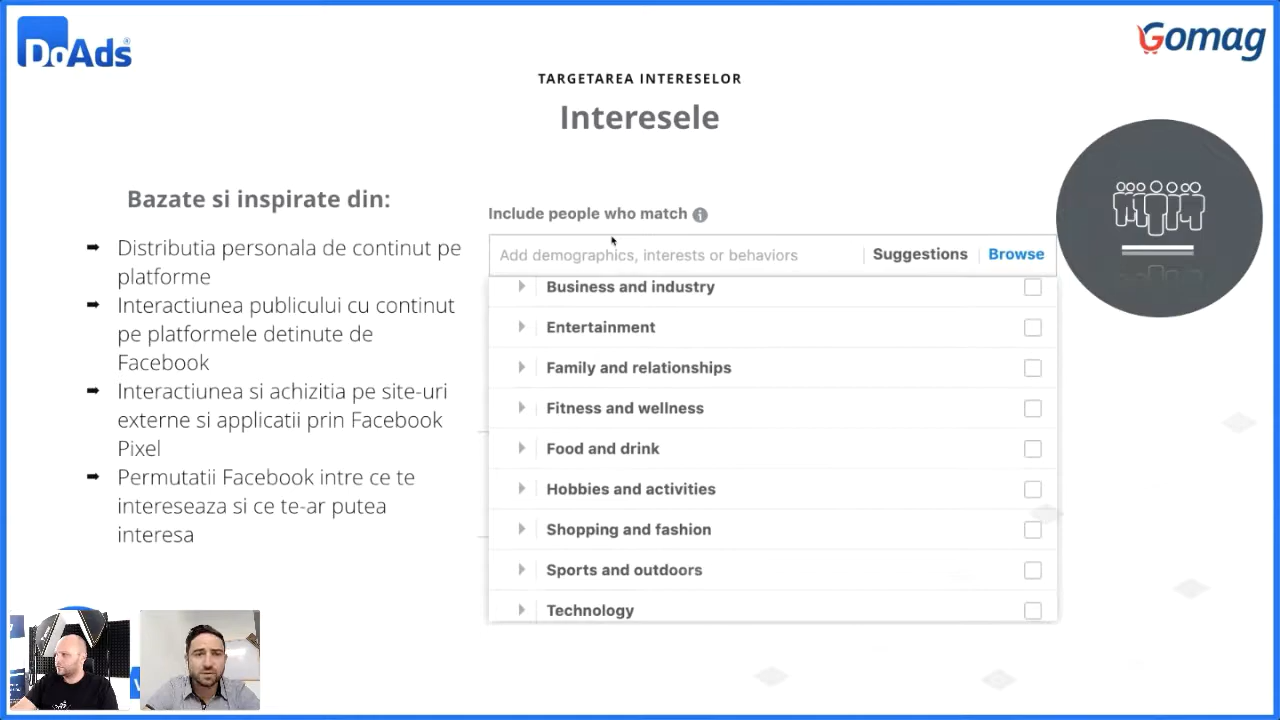 DoAds
Gomag
TARGETAREA INTERESELOR
Interesele
Bazate si inspirate din:
Distributia personala de continut pe
platforme
Interactiunea publicului cu continut
pe platformele detinute de
Facebook
Interactiunea si achizitia pe site-uri
externe si applicatii prin Facebook
Pixel
Permutatii Facebook intre ce te
intereseaza si ce te-ar putea
interesa
Include people who match
Add demographics, interests or behaviors
Suggestions
Browse
Business and industry
Entertainment
Family and relationships
Fitness and wellness
Food and drink
Hobbies and activities
Shopping and fashion
Sports and outdoors
Technology